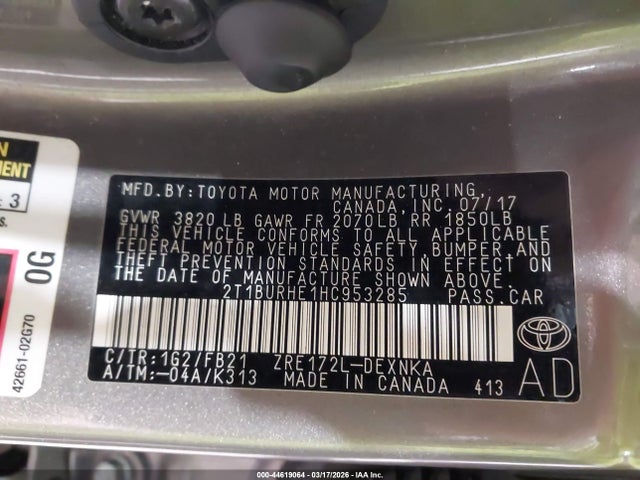 MFD.BY: TOYOTA MOTOR MANUFACTURING,
CANADA, INC. 07/17
GVWR 3820 LB GAWR FR 2070LB RR 1850LB
THIS VEHICLE CONFORMS TO ALL APPLICABLE
FEDERAL MOTOR VEHICLE SAFETY, BUMPER AND
THEFT PREVENTION STANDARDS IN EFFECT ON
THE DATE OF MANUFACTURE SHOWN ABOVE.
2T1BURHE1HC953285 PASS.CAR
C/TR:1G2/FB21 ZRE172L-DEXNKA
A/TM:-04A/K313 MADE IN CANADA 413
AD
3
s.
0G
42661-02G70
000-44619064 - 03/17/2026 - IAA Inc.